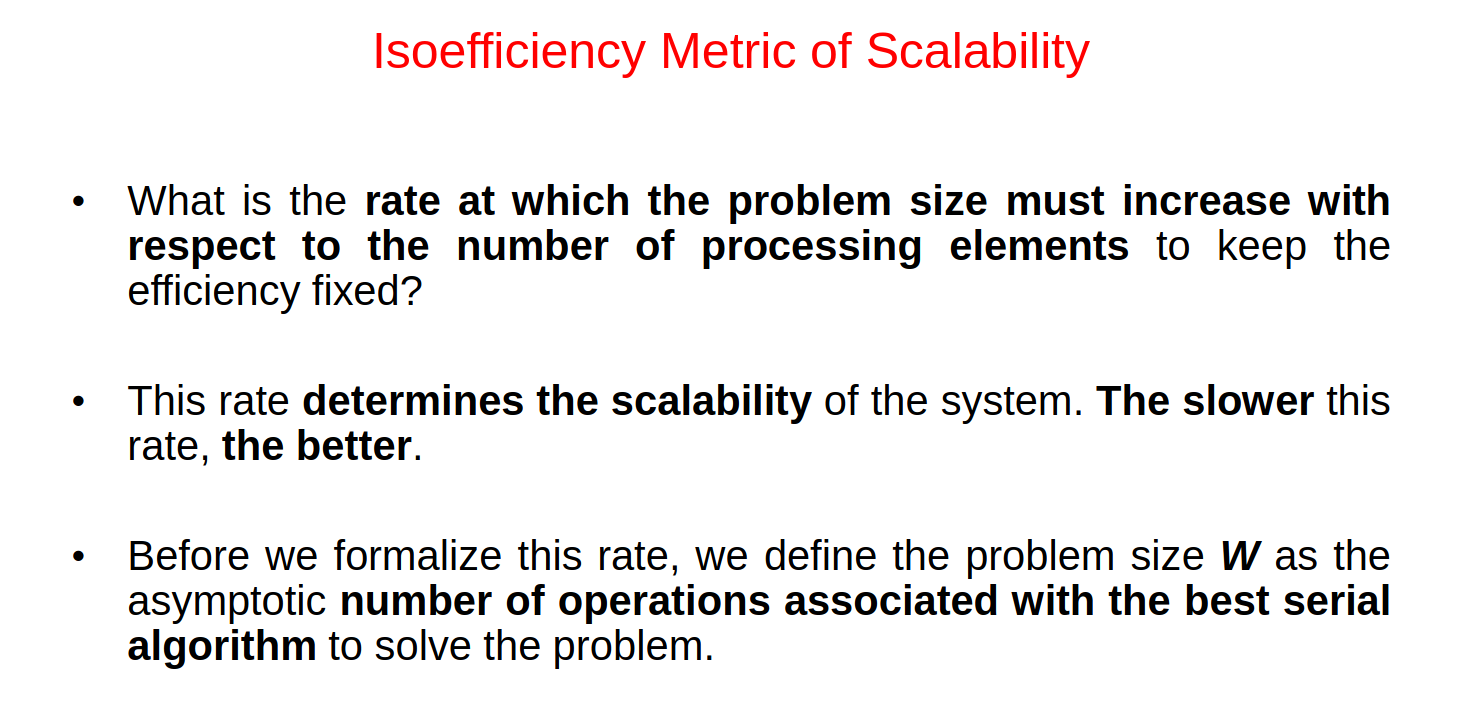 Isoefficiency Metric of Scalability
• What is the rate at which the problem size must increase with
respect to the number of processing elements to keep the
efficiency fixed?
• This rate determines the scalability of the system. The slower this
rate, the better.
• Before we formalize this rate, we define the problem size W as the
asymptotic number of operations associated with the best serial
algorithm to solve the problem.